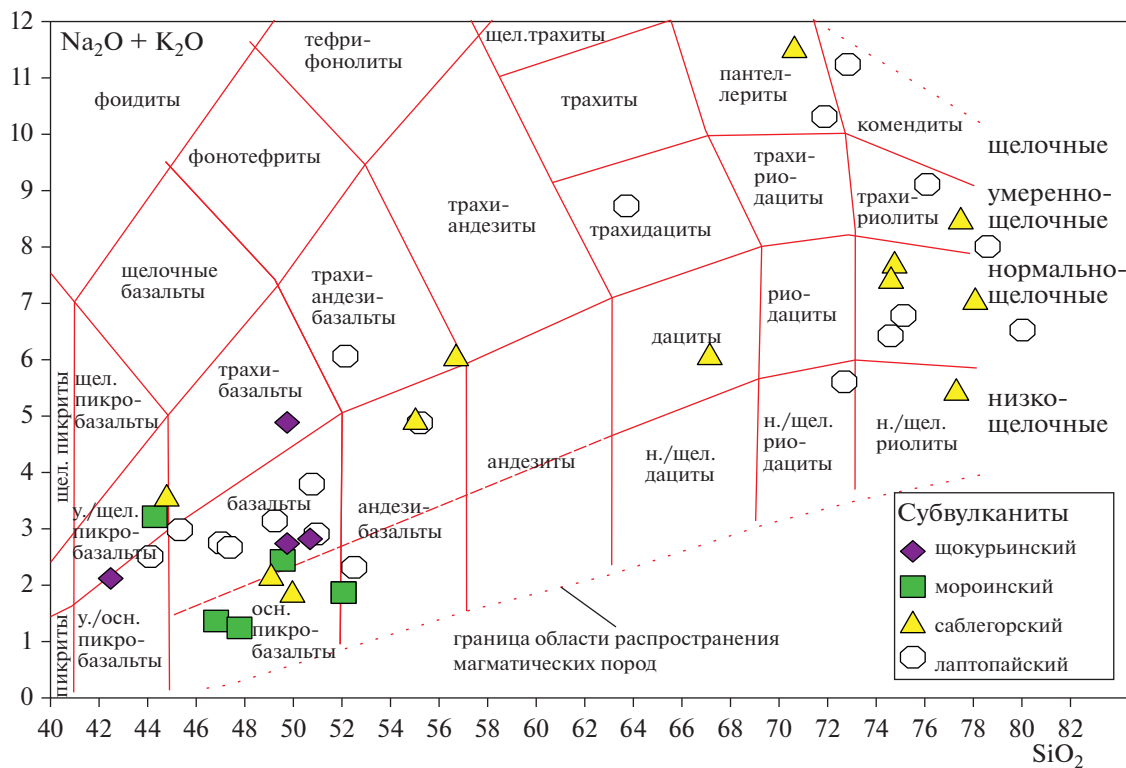 12
11
10
9
8
7
6
5
4
3
2
1
0
Na₂O + K₂O
тефри-
фонолиты
щел.трахиты
фоидиты
трахиты
пантел-
лериты
комендиты
щелочные
фонотефриты
трахи-
рио-
дациты
умеренно-
щелочные
трахи-
андезиты
трахидациты
трахи-
риолиты
щелочные
базальты
трахи-
андези-
базальты
нормально-
щелочные
рио-
дациты
дациты
щел. пикриты
щел.
пикро-
базальты
трахи-
базальты
низко-
щелочные
н./щел.
дациты
н./щел.
рио-
дациты
н./щел.
риолиты
андезиты
у./щел.
пикро-
базальты
базальты
андези-
базальты
пикриты
у./осн.
пикро-
базальты
осн.
пикро-
базальты
граница области распространения
магматических пород
Субвулканиты
щокурьинский
мороинский
саблегорский
лаптопайский
40 44 46 48 50 52 54 56 58 60 62 64 66 68 70 72 74 76 78 80 82
SiO₂